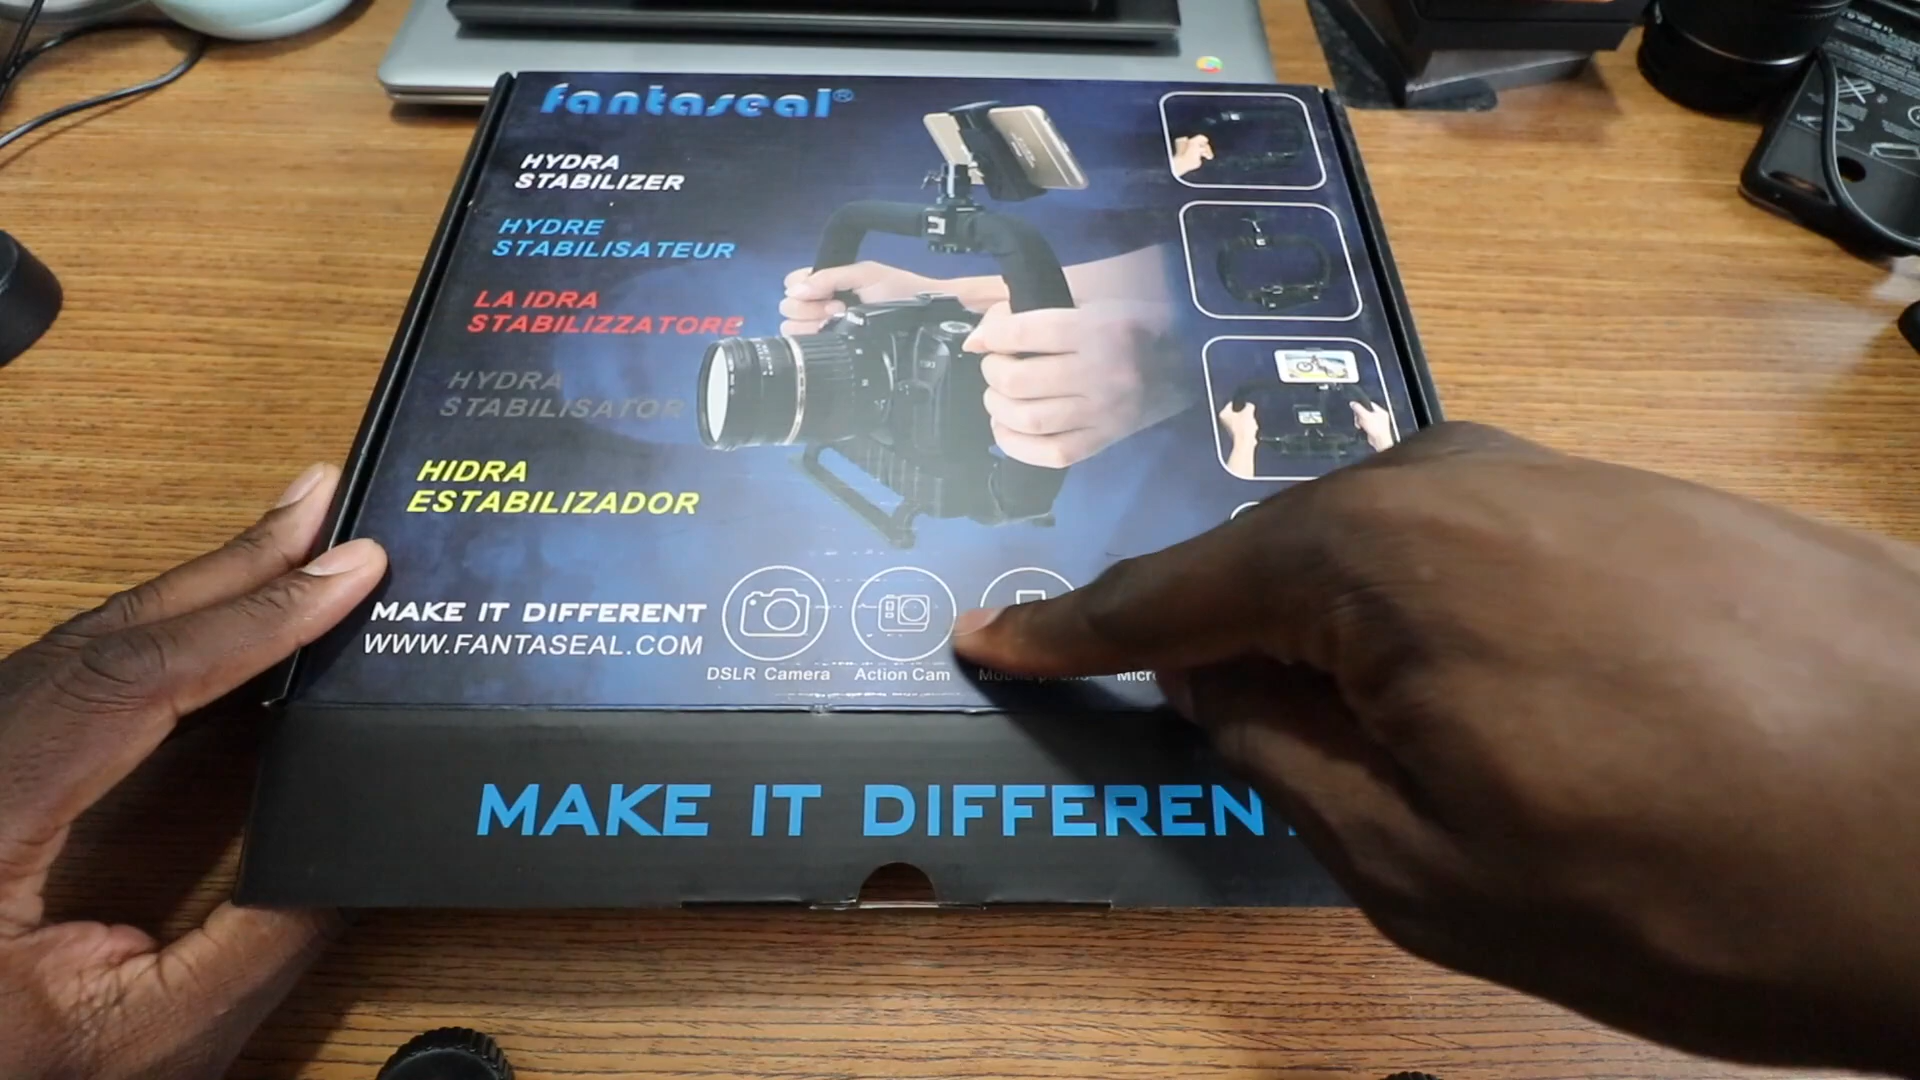 fantaseal®
HYDRA
STABILIZER
HYDRE
STABILISATEUR
LA IDRA
STABILIZZATORE
HYDRA
STABILISATOR
HIDRA
ESTABILIZADOR
MAKE IT DIFFERENT
WWW.FANTASEAL.COM
DSLR Camera
Action Cam
MAKE IT DIFFEREN